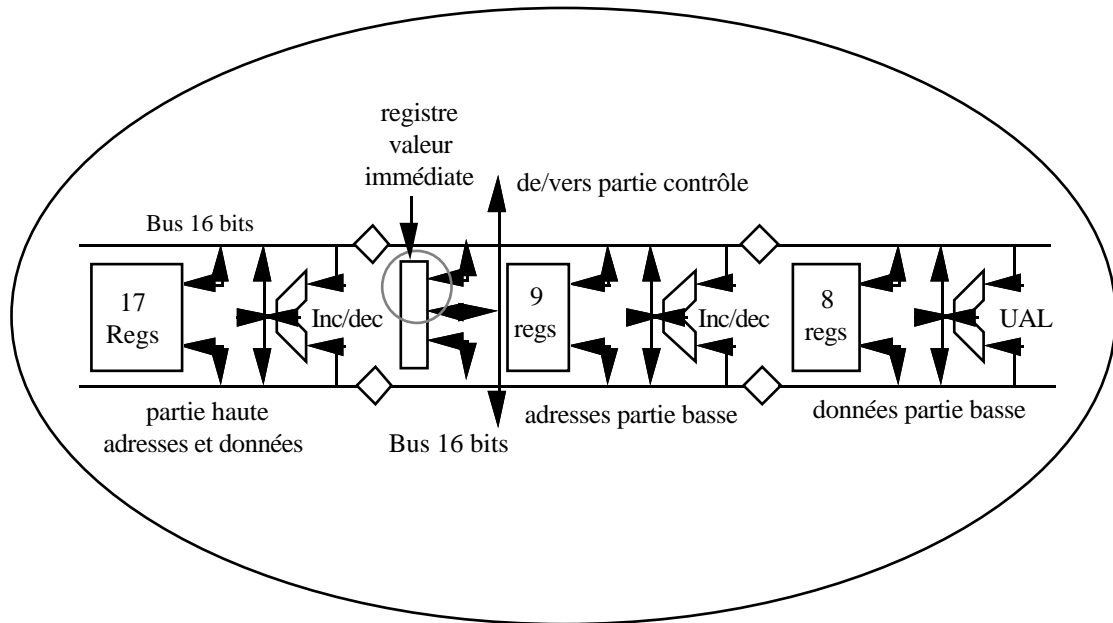 registre
valeur
immédiate
de/vers partie contrôle
Bus 16 bits
17
Regs
Inc/dec
9
regs
Inc/dec
8
regs
UAL
partie haute
adresses et données
Bus 16 bits
adresses partie basse
données partie basse